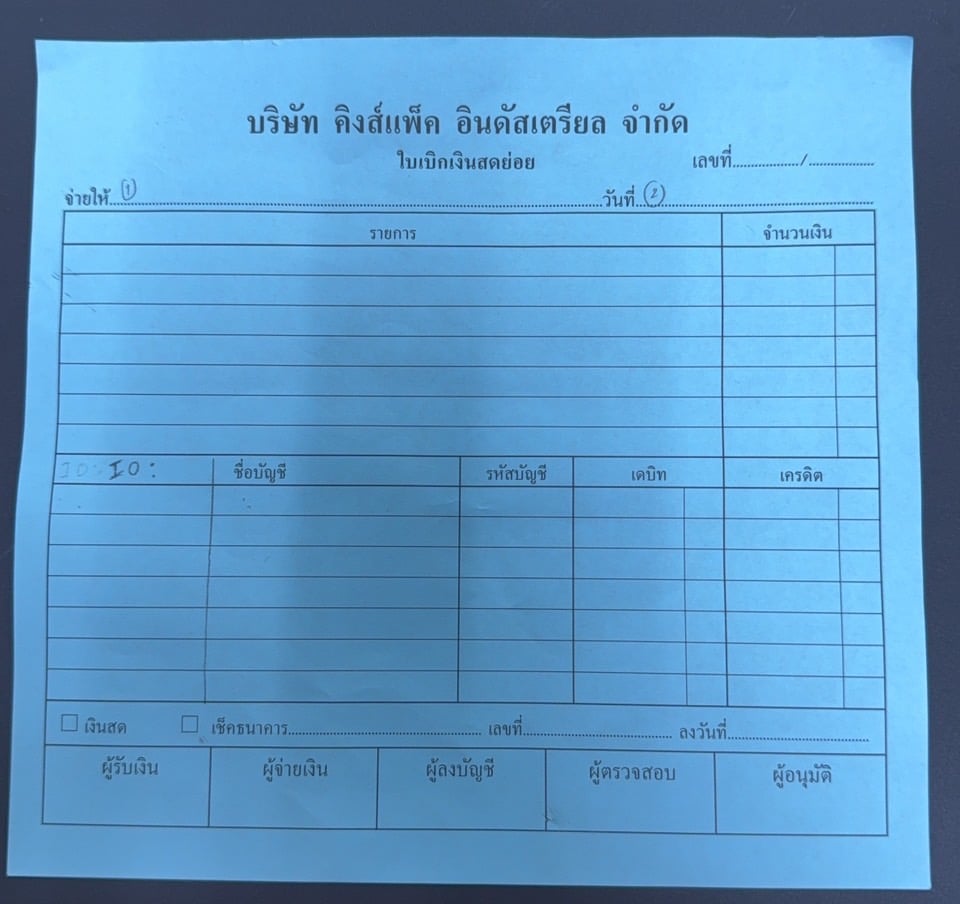 บริษัท คิงส์แพ็ค อินดัสเตรียล จำกัด
ใบเบิกเงินสดย่อย
เลขที่................./.................
จ่ายให้ (1) ........................ วันที่ (2) ........................
รายการ จำนวนเงิน
IO: IO: ชื่อบัญชี รหัสบัญชี เดบิท เครดิต
☐ เงินสด ☐ เช็คธนาคาร........................ เลขที่........................ ลงวันที่........................
ผู้รับเงิน ผู้จ่ายเงิน ผู้ลงบัญชี ผู้ตรวจสอบ ผู้อนุมัติ